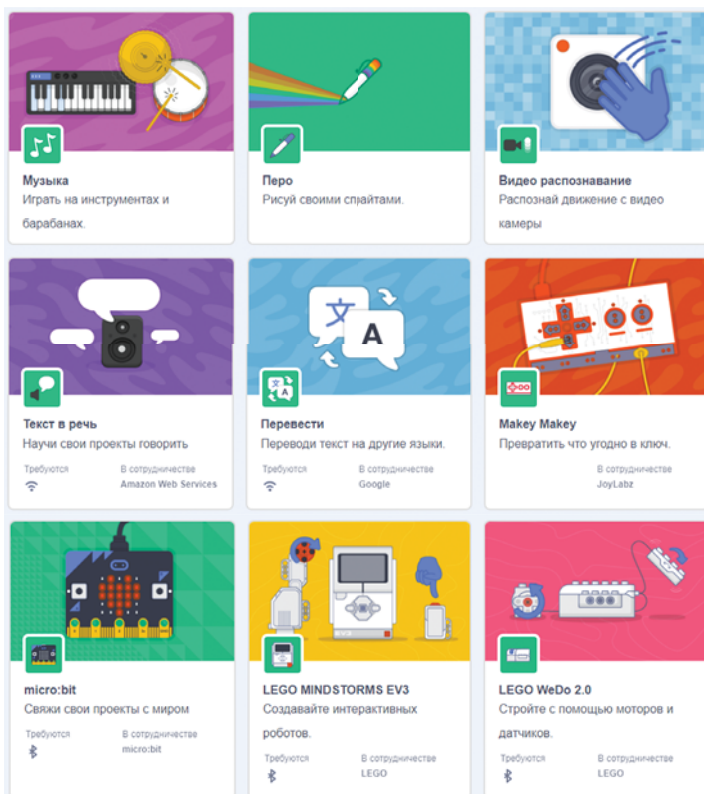 Музыка
Играть на инструментах и
барабанах.
Перо
Рисуй своими спрайтами.
Видео распознавание
Распознай движение с видео
камеры
文
A
Текст в речь
Научи свои проекты говорить
Требуются
В сотрудничестве
Amazon Web Services
文
A
Перевести
Переводи текст на другие языки.
Требуются
В сотрудничестве
Google
Makey Makey
Превратить что угодно в ключ.
В сотрудничестве
JoyLabz
micro:bit
Свяжи свои проекты с миром
Требуются
В сотрудничестве
micro:bit
EV3
LEGO MINDSTORMS EV3
Создавайте интерактивных
роботов.
Требуются
В сотрудничестве
LEGO
LEGO WeDo 2.0
Стройте с помощью моторов и
датчиков.
Требуются
В сотрудничестве
LEGO